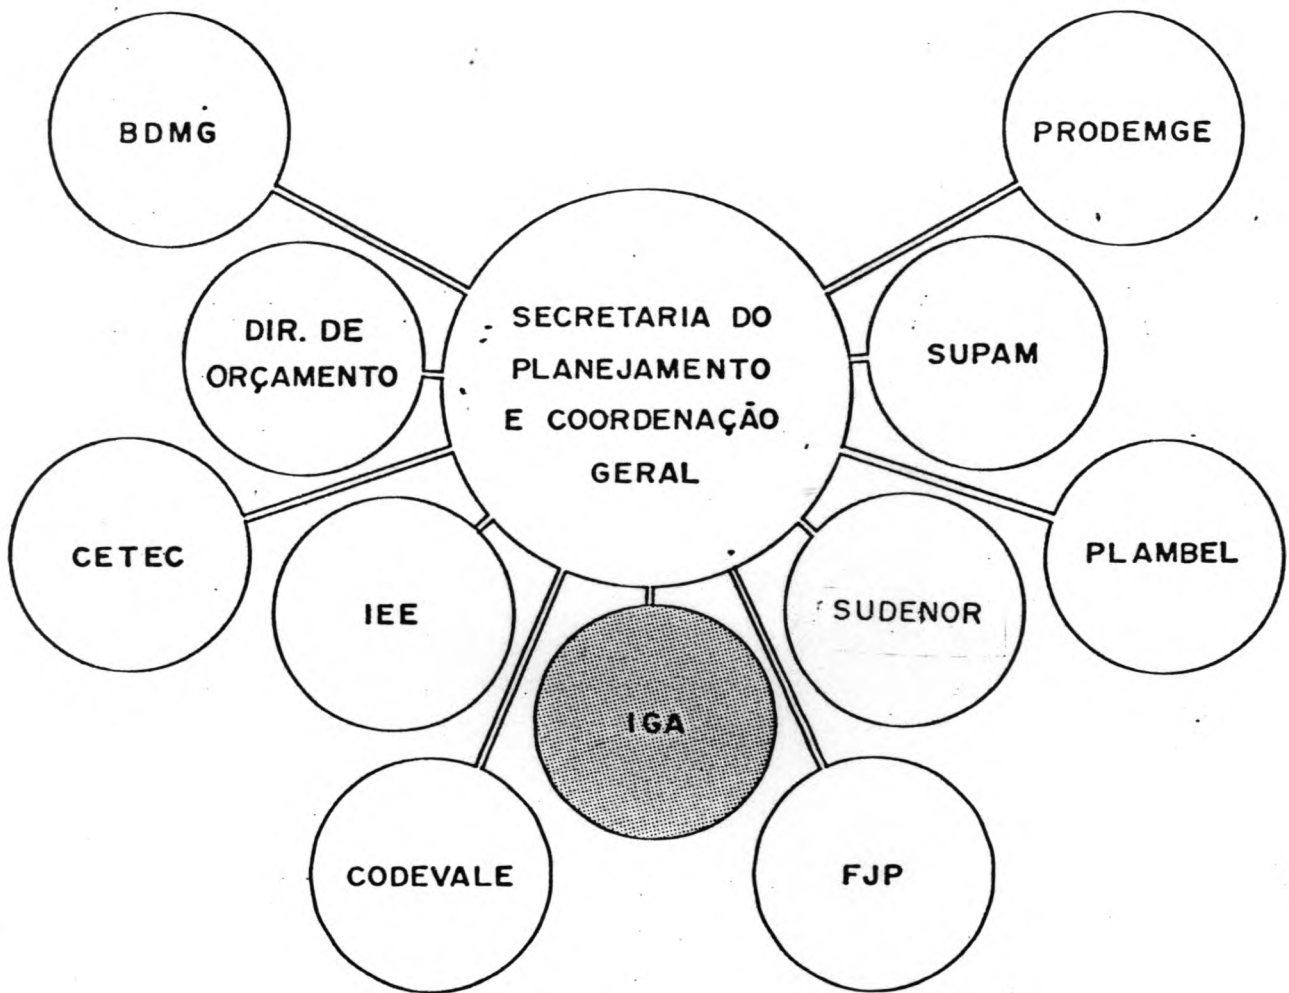 BDMG
PRODEMGE
DIR. DE
ORÇAMENTO
SECRETARIA DO
PLANEJAMENTO
E COORDENAÇÃO
GERAL
SUPAM
CETEC
IEE
IGA
SUDENOR
PLAMBEL
CODEVALE
FJP